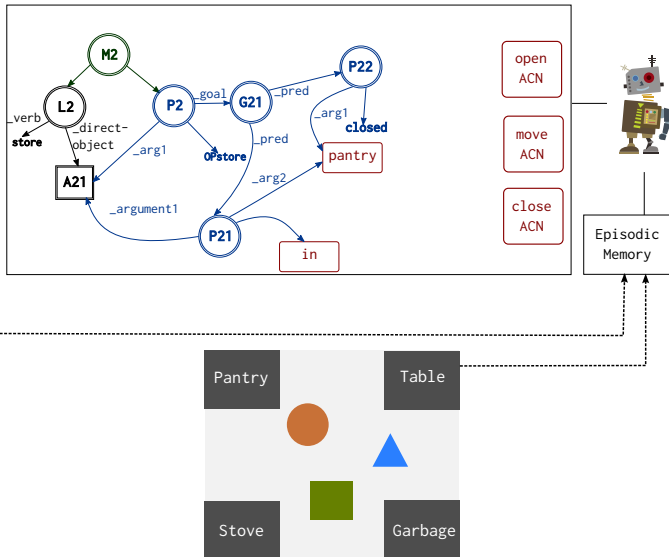 M2
P22
open
ACN
_goal
_pred
L2
P2
G21
_verb
_arg1
closed
store
_direct-
object
_pred
move
ACN
OPstore
pantry
_arg1
A21
_arg2
_argument1
close
ACN
P21
in
Episodic
Memory
Pantry
Table
Stove
Garbage